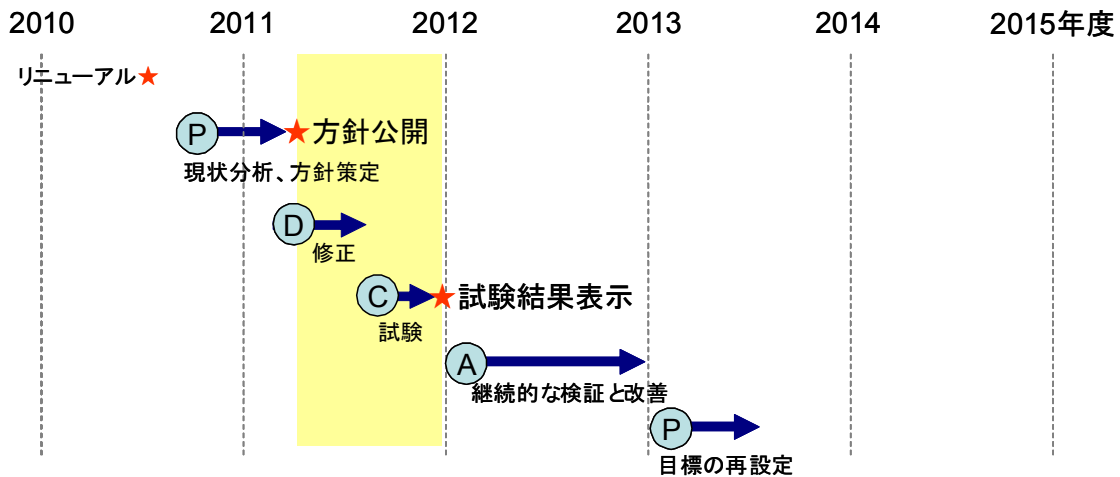 2010 2011 2012 2013 2014 2015年度
リニューアル★
P ★方針公開
現状分析、方針策定
D
修正
C ★試験結果表示
試験
A
継続的な検証と改善
P
目標の再設定